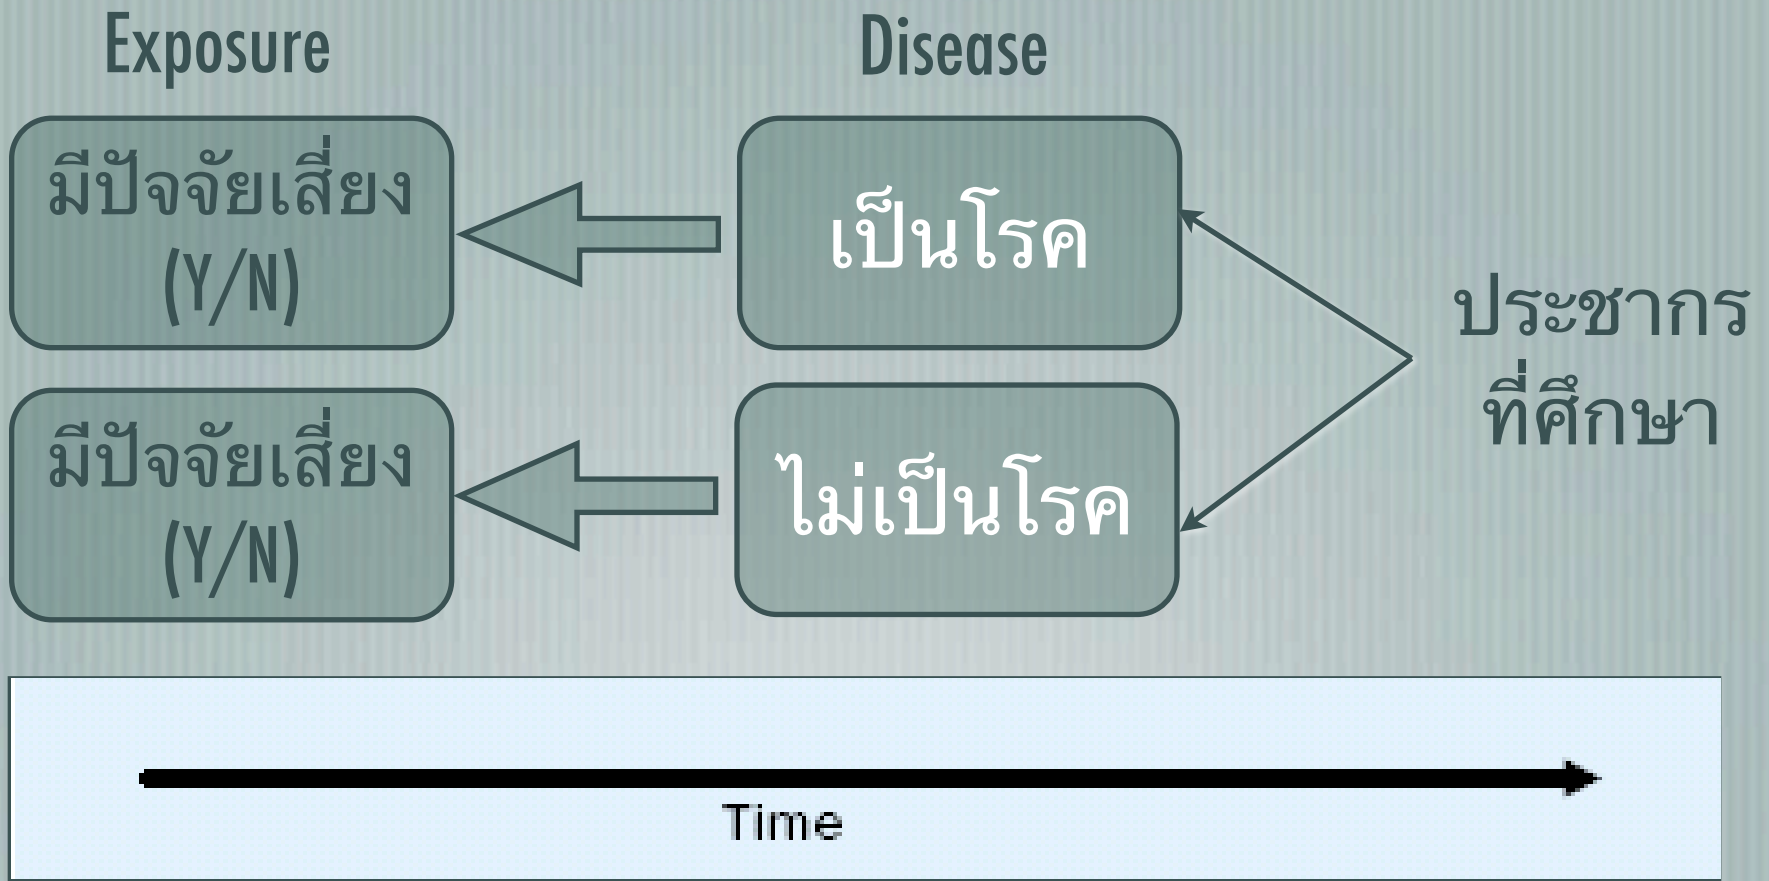 Exposure
Disease
มีปัจจัยเสี่ยง
(Y/N)
เป็นโรค
ประชากร
ที่ศึกษา
มีปัจจัยเสี่ยง
(Y/N)
ไม่เป็นโรค
Time